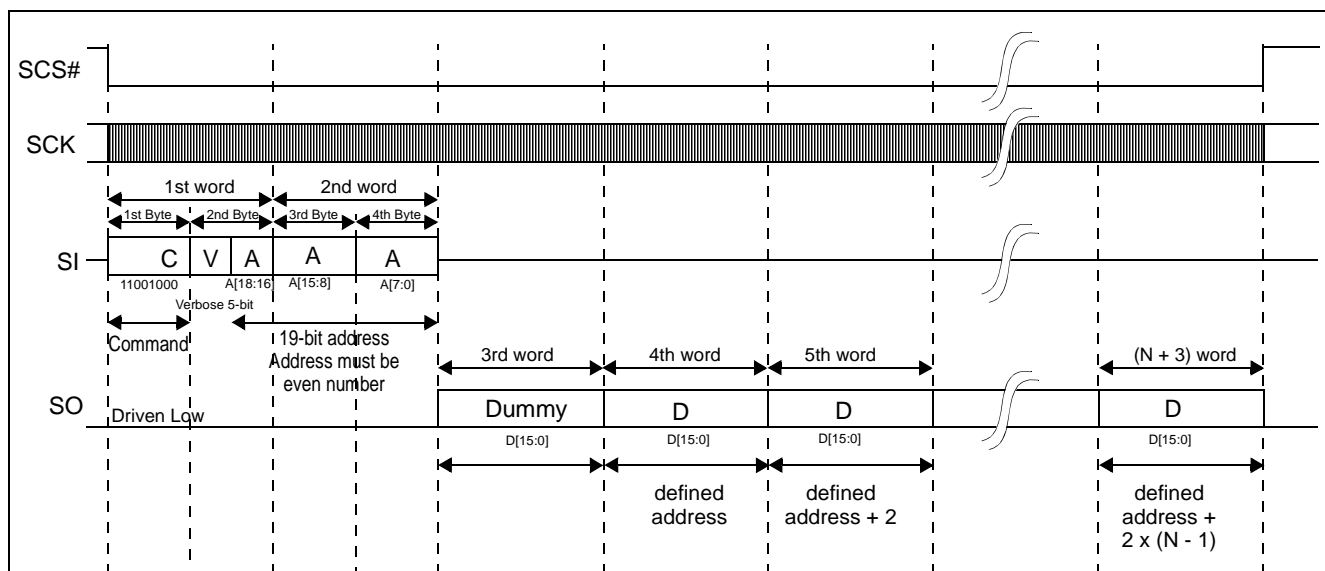 SCS#
SCK
1st word
2nd word
1st Byte
2nd Byte
3rd Byte
4th Byte
SI
C
V
A
A
A
11001000
A[18:16]
A[15:8]
A[7:0]
Verbose 5-bit
Command
19-bit address
Address must be
even number
3rd word
4th word
5th word
(N + 3) word
SO
Driven Low
Dummy
D
D
D
D[15:0]
D[15:0]
D[15:0]
D[15:0]
defined
address
defined
address + 2
defined
address +
2 x (N - 1)